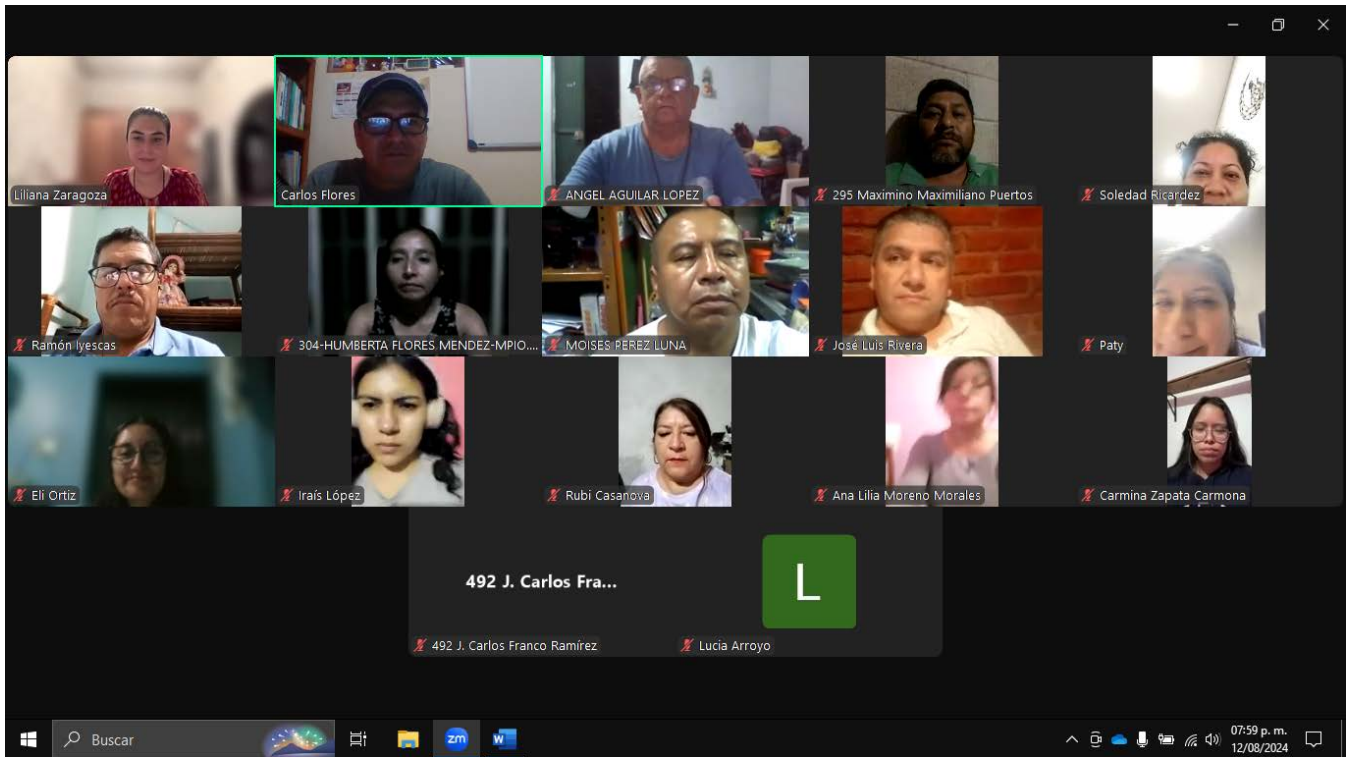 Liliana Zaragoza
Carlos Flores
ANGEL AGUILAR LOPEZ
295 Maximino Maximiliano Puertos
Soledad Ricardez
Ramón Iyescas
304-HUMBERTA FLORES MENDEZ-MPIO....
MOISES PEREZ LUNA
José Luis Rivera
Paty
Eli Ortiz
Iraís López
Rubi Casanova
Ana Lilia Moreno Morales
Carmina Zapata Carmona
492 J. Carlos Fra...
L
492 J. Carlos Franco Ramírez
Lucia Arroyo
Buscar
zm
W
07:59 p. m.
12/08/2024